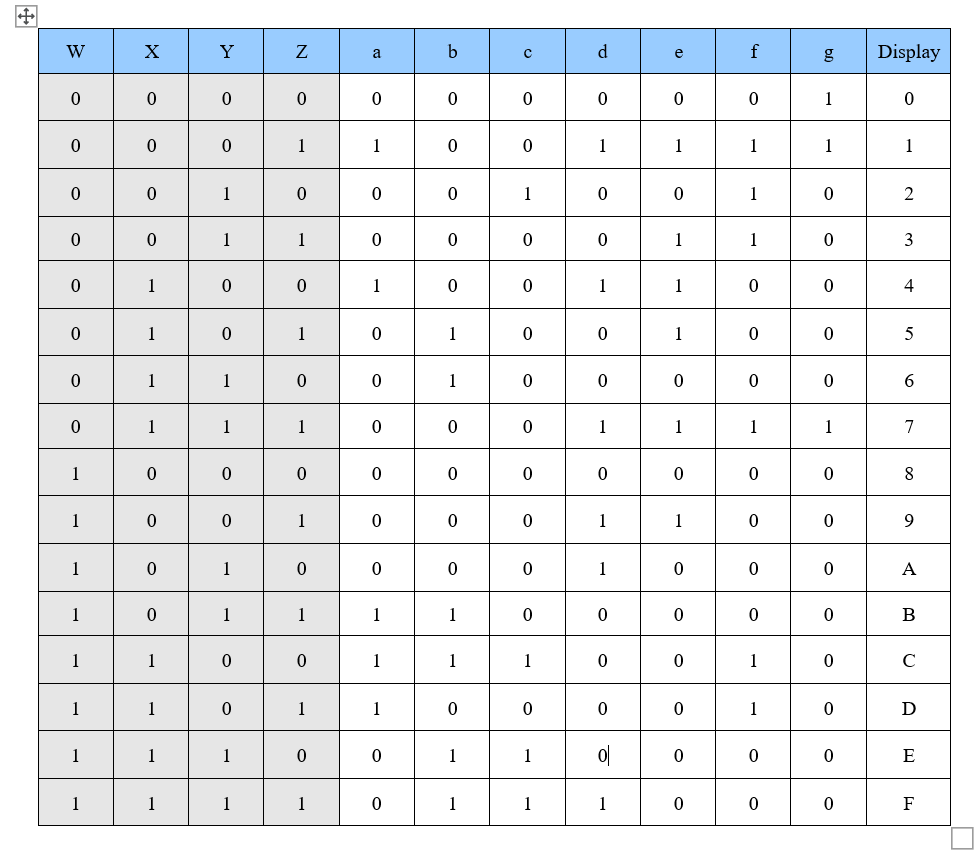 W X Y Z a b c d e f g Display
0 0 0 0 0 0 0 0 0 0 1 0
0 0 0 1 1 0 0 1 1 1 1 1
0 0 1 0 0 0 1 0 0 1 0 2
0 0 1 1 0 0 0 0 1 1 0 3
0 1 0 0 1 0 0 1 1 0 0 4
0 1 0 1 0 1 0 0 1 0 0 5
0 1 1 0 0 1 0 0 0 0 0 6
0 1 1 1 0 0 0 1 1 1 1 7
1 0 0 0 0 0 0 0 0 0 0 8
1 0 0 1 0 0 0 1 1 0 0 9
1 0 1 0 0 0 0 1 0 0 0 A
1 0 1 1 1 1 0 0 0 0 0 B
1 1 0 0 1 1 1 0 0 1 0 C
1 1 0 1 1 0 0 0 0 1 0 D
1 1 1 0 0 1 1 0 0 0 0 E
1 1 1 1 0 1 1 1 0 0 0 F